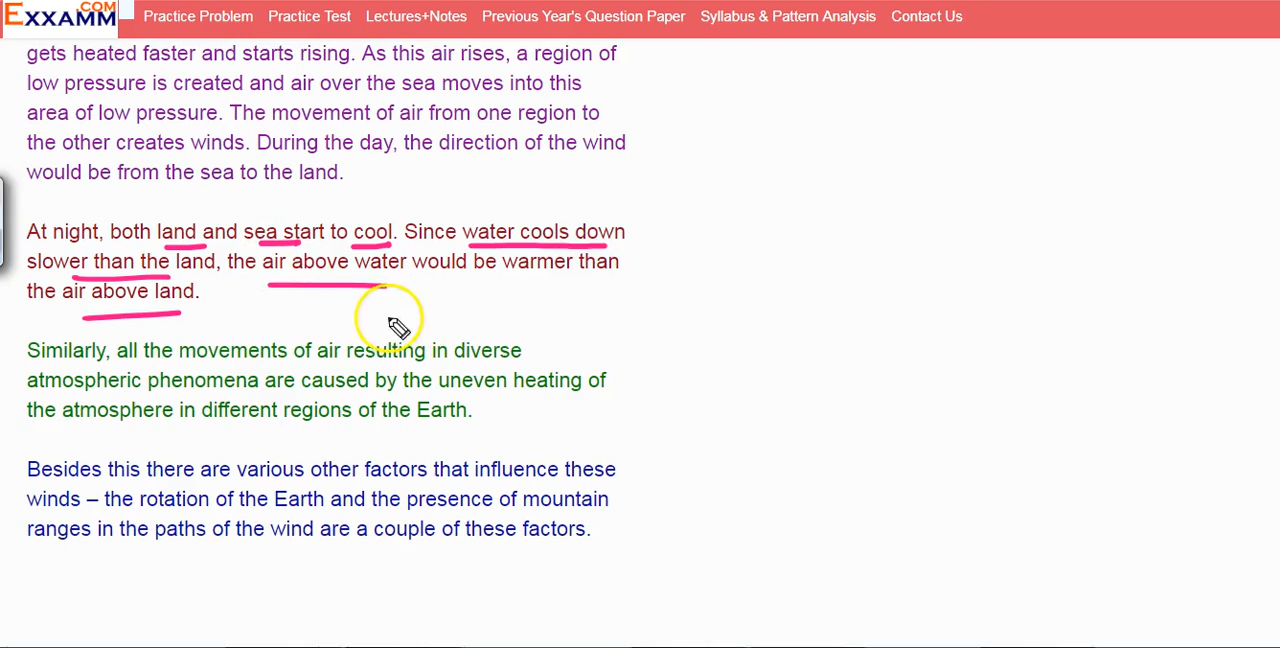 EXXAMM .COM Practice Problem Practice Test Lectures+Notes Previous Year's Question Paper Syllabus & Pattern Analysis Contact Us
gets heated faster and starts rising. As this air rises, a region of
low pressure is created and air over the sea moves into this
area of low pressure. The movement of air from one region to
the other creates winds. During the day, the direction of the wind
would be from the sea to the land.
At night, both land and sea start to cool. Since water cools down
slower than the land, the air above water would be warmer than
the air above land.
Similarly, all the movements of air resulting in diverse
atmospheric phenomena are caused by the uneven heating of
the atmosphere in different regions of the Earth.
Besides this there are various other factors that influence these
winds – the rotation of the Earth and the presence of mountain
ranges in the paths of the wind are a couple of these factors.